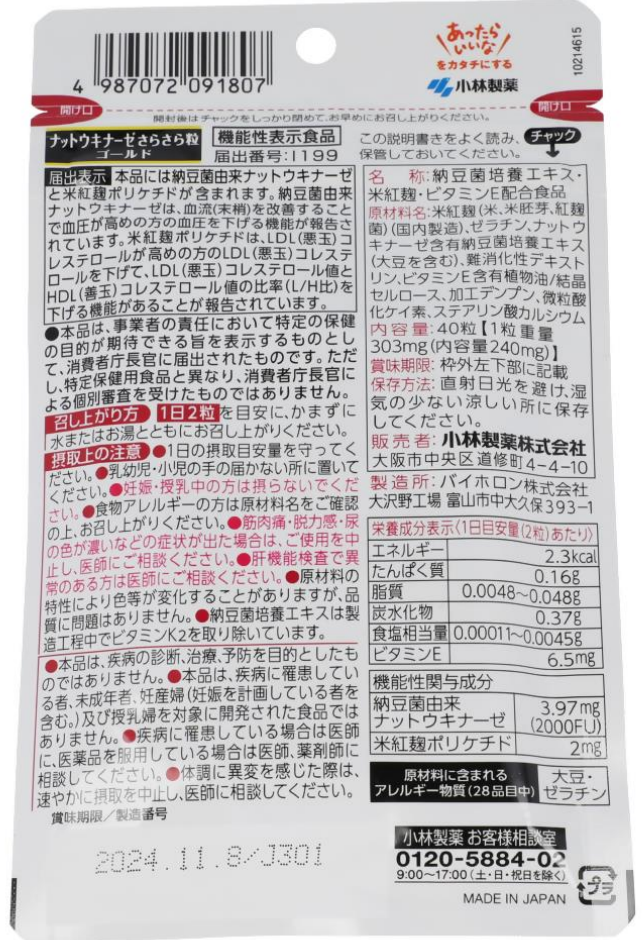 あったら
いいな
をカタチにする
小林製薬
10214615
4 987072 091807
開け口
開け口
開封後はチャックをしっかり閉めて、お早めにお召し上がりください。
ナットウキナーゼさらさら粒
ゴールド
機能性表示食品
届出番号:I199
この説明書きをよく読み、
保管しておいてください。
チャック
届出表示 本品には納豆菌由来ナットウキナーゼ
と米紅麹ポリケチドが含まれます。納豆菌由来
ナットウキナーゼは、血流(末梢)を改善すること
で血圧が高めの方の血圧を下げる機能が報告さ
れています。米紅麹ポリケチドは、LDL(悪玉)コ
レステロールが高めの方のLDL(悪玉)コレステ
ロールを下げて、LDL(悪玉)コレステロール値と
HDL(善玉)コレステロール値の比率(L/H比)を
下げる機能があることが報告されています。
●本品は、事業者の責任において特定の保健
の目的が期待できる旨を表示するものとし
て、消費者庁長官に届出されたものです。ただ
し、特定保健用食品と異なり、消費者庁長官に
よる個別審査を受けたものではありません。
召し上がり方 1日2粒を目安に、かまずに
水またはお湯とともにお召し上がりください。
摂取上の注意 ●1日の摂取目安量を守ってく
ださい。●乳幼児・小児の手の届かない所に置いて
ください。●妊娠・授乳中の方は摂らないでくだ
さい。●食物アレルギーの方は原材料名をご確認
の上、お召し上がりください。●筋肉痛・脱力感・尿
の色が濃いなどの症状が出た場合は、ご使用を中
止し、医師にご相談ください。●肝機能検査で異
常のある方は医師にご相談ください。●原材料の
特性により色等が変化することがありますが、品
質に問題はありません。●納豆菌培養エキスは製
造工程中でビタミンK2を取り除いています。
●本品は、疾病の診断、治療、予防を目的としたも
のではありません。●本品は、疾病に罹患してい
る者、未成年者、妊産婦(妊娠を計画している者を
含む。)及び授乳婦を対象に開発された食品では
ありません。●疾病に罹患している場合は医師
に、医薬品を服用している場合は医師、薬剤師に
相談してください。●体調に異変を感じた際は、
速やかに摂取を中止し、医師に相談してください。
賞味期限/製造番号
2024.11.8/J301
名 称:納豆菌培養エキス・
米紅麹・ビタミンE配合食品
原材料名:米紅麹(米、米胚芽、紅麹
菌)(国内製造)、ゼラチン、ナットウ
キナーゼ含有納豆菌培養エキス
(大豆を含む)、難消化性デキスト
リン、ビタミンE含有植物油/結晶
セルロース、加工デンプン、微粒酸
化ケイ素、ステアリン酸カルシウム
内容量:40粒【1粒重量
303mg(内容量240mg)】
賞味期限:枠外左下部に記載
保存方法:直射日光を避け、湿
気の少ない涼しい所に保存
してください。
販売者:小林製薬株式会社
大阪市中央区道修町4-4-10
製造所:バイホロン株式会社
大沢野工場 富山市中大久保393-1
栄養成分表示〈1日目安量(2粒)あたり〉
エネルギー 2.3kcal
たんぱく質 0.16g
脂質 0.0048~0.048g
炭水化物 0.37g
食塩相当量 0.00011~0.0045g
ビタミンE 6.5mg
機能性関与成分
納豆菌由来 3.97mg
ナットウキナーゼ (2000FU)
米紅麹ポリケチド 2mg
原材料に含まれる 大豆・
アレルギー物質(28品目中) ゼラチン
小林製薬 お客様相談室
0120-5884-02
9:00~17:00(土・日・祝日を除く)
MADE IN JAPAN
プラ